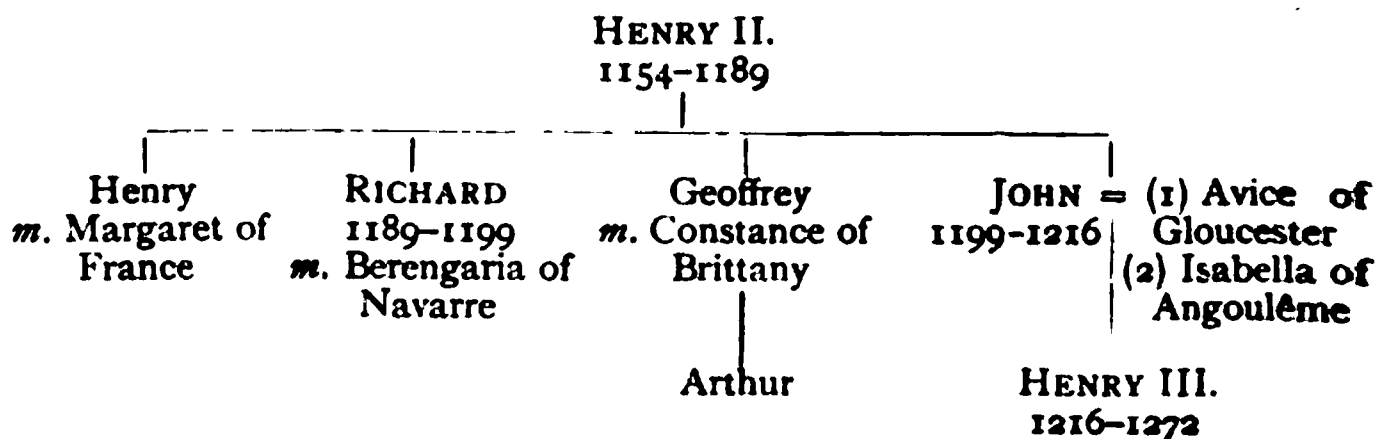 HENRY II.
1154–1189
Henry
m. Margaret of
France
RICHARD
1189–1199
m. Berengaria of
Navarre
Geoffrey
m. Constance of
Brittany
Arthur
JOHN = (1) Avice of
1199–1216 Gloucester
(2) Isabella of
Angoulême
HENRY III.
1216–1272